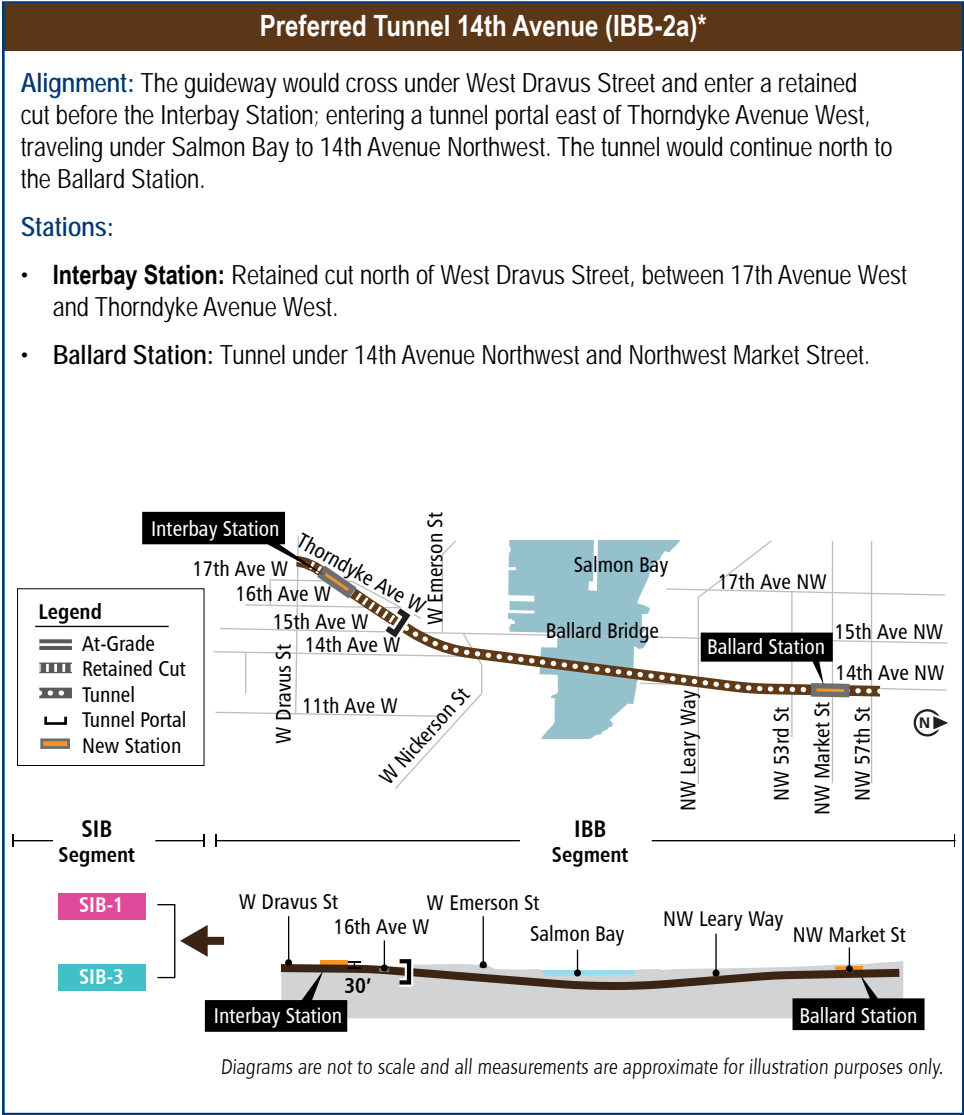 Preferred Tunnel 14th Avenue (IBB-2a)*
Alignment: The guideway would cross under West Dravus Street and enter a retained
cut before the Interbay Station; entering a tunnel portal east of Thorndyke Avenue West,
traveling under Salmon Bay to 14th Avenue Northwest. The tunnel would continue north to
the Ballard Station.
Stations:
• Interbay Station: Retained cut north of West Dravus Street, between 17th Avenue West
and Thorndyke Avenue West.
• Ballard Station: Tunnel under 14th Avenue Northwest and Northwest Market Street.
Interbay Station
Thorndyke Ave W
W Emerson St
17th Ave W
16th Ave W
15th Ave W
14th Ave W
11th Ave W
W Dravus St
W Nickerson St
Salmon Bay
Ballard Bridge
17th Ave NW
15th Ave NW
Ballard Station
14th Ave NW
NW Leary Way
NW 53rd St
NW Market St
NW 57th St
N
Legend
At-Grade
Retained Cut
Tunnel
Tunnel Portal
New Station
SIB
Segment
IBB
Segment
SIB-1
SIB-3
W Dravus St
16th Ave W
W Emerson St
Salmon Bay
NW Leary Way
NW Market St
30’
Interbay Station
Ballard Station
Diagrams are not to scale and all measurements are approximate for illustration purposes only.